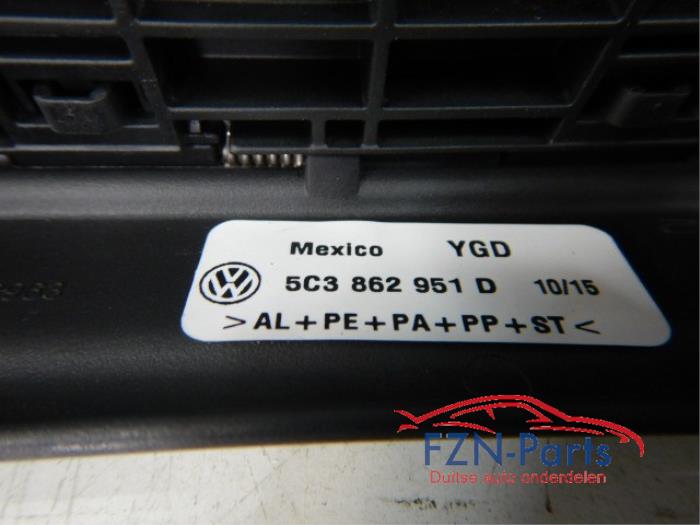 Mexico YGD
5C3 862 951 D 10/15
>AL+PE+PA+PP+ST<
FZN-Parts
Duitse auto onderdelen